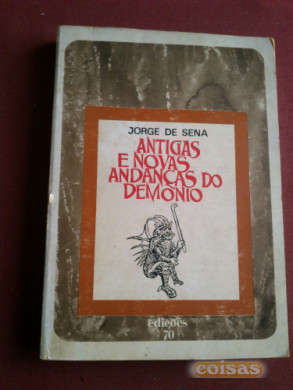 JORGE DE SENA
ANTIGAS
E NOVAS
ANDANÇAS DO
DEMÓNIO
edições
70
coisas